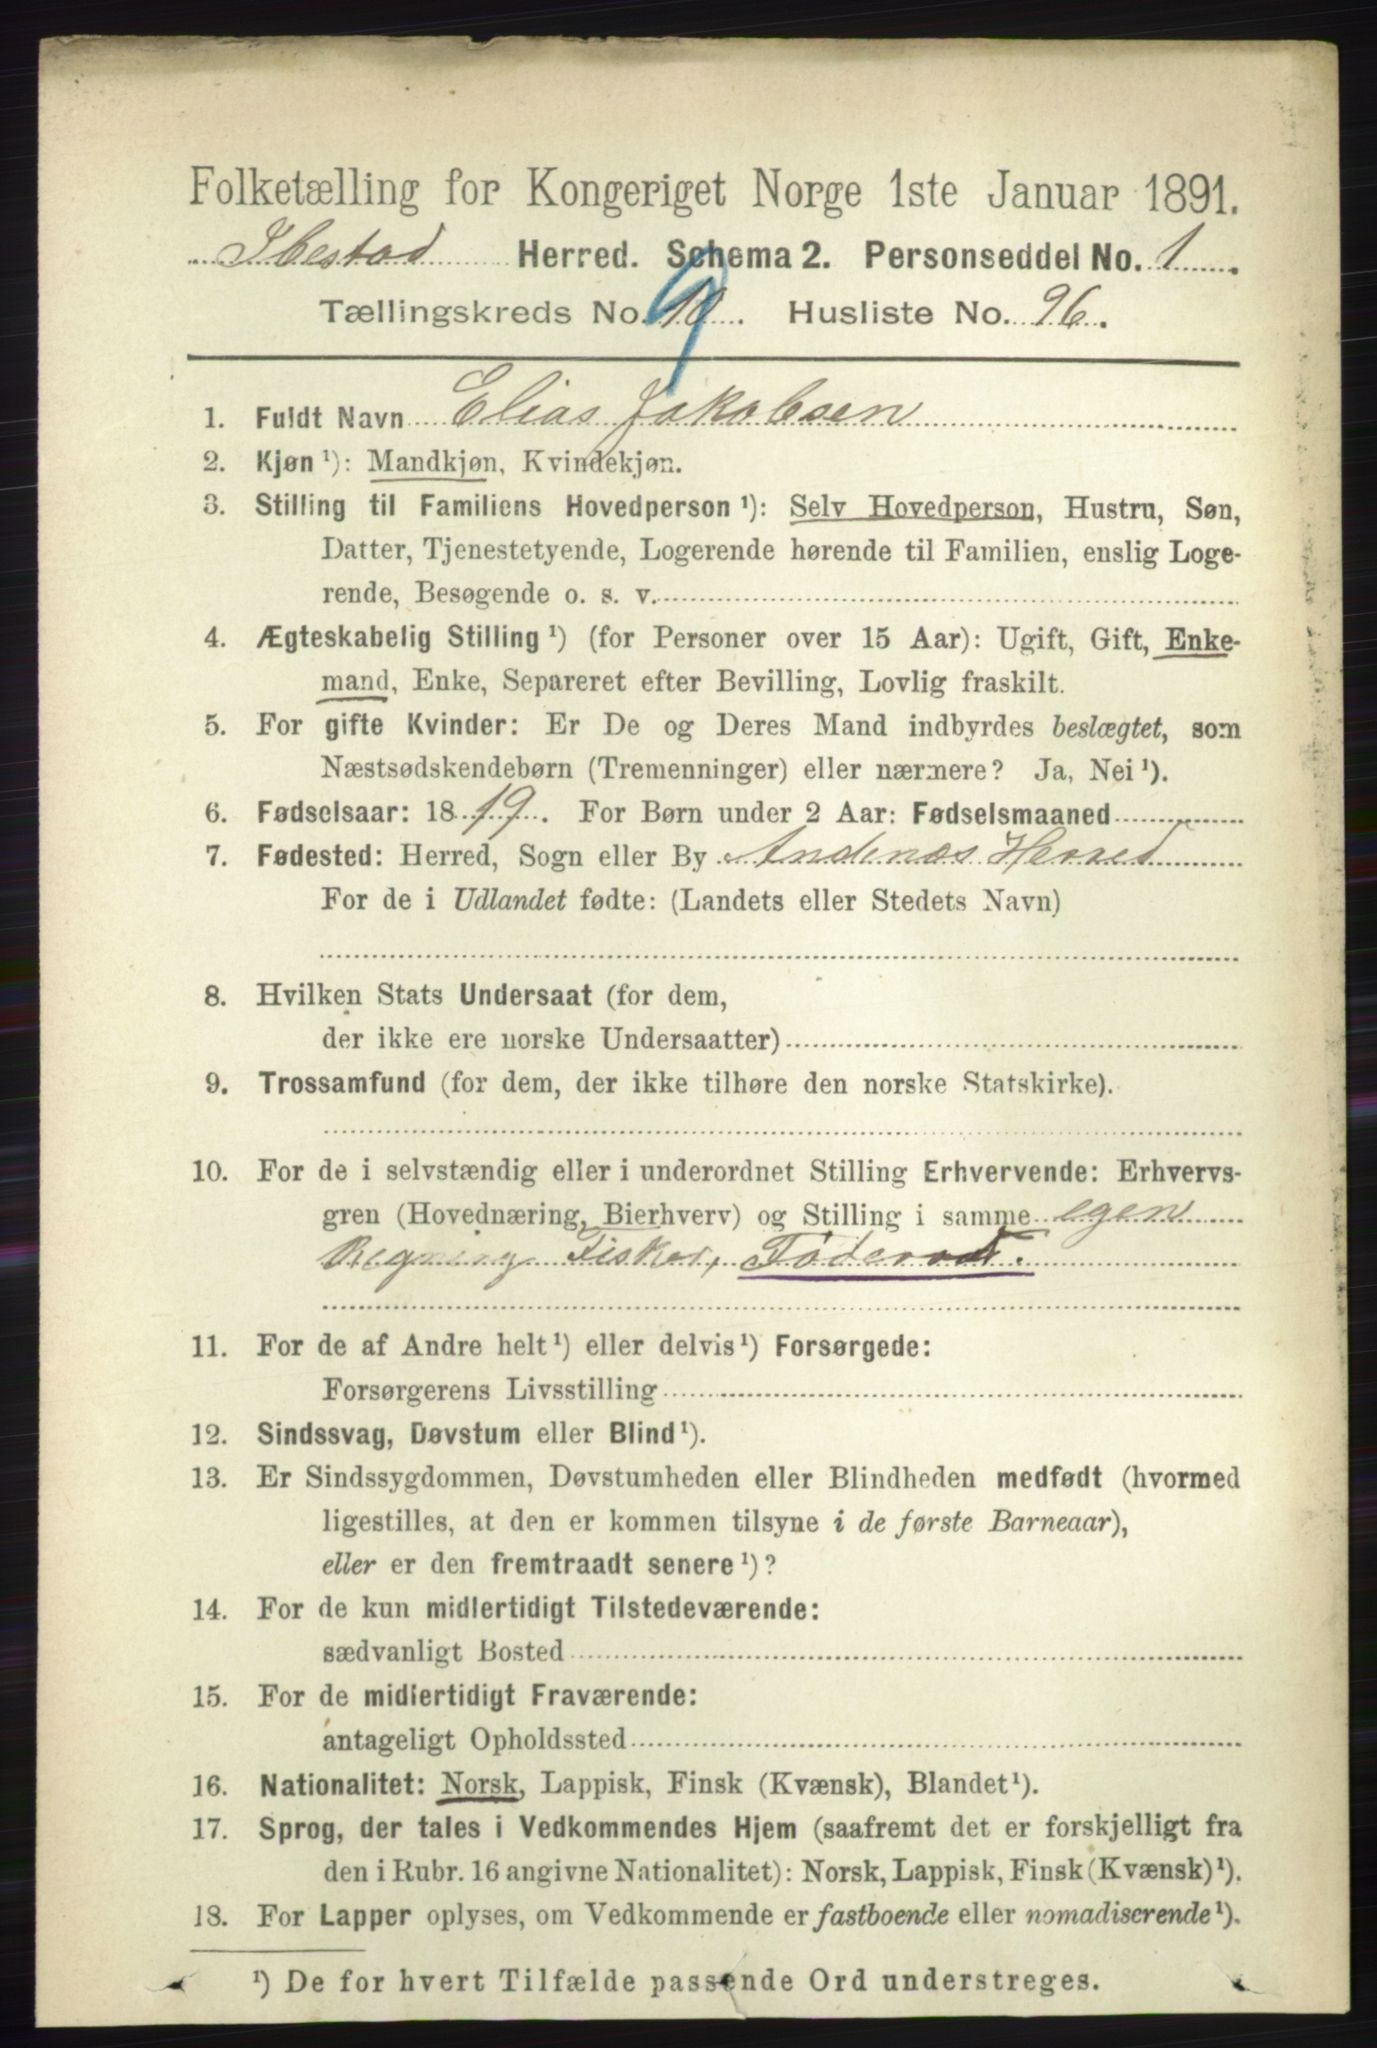 Folketælling for Kongeriget Norge 1ste Januar 1891.
Ibestad Herred. Schema 2. Personseddel No. 1.
Tællingskreds No. 10. 9 Husliste No. 96.
1. Fuldt Navn Elias Jakobsen
2. Kjøn ¹): Mandkjøn, Kvindekjøn.
3. Stilling til Familiens Hovedperson ¹): Selv Hovedperson, Hustru, Søn,
Datter, Tjenestetyende, Logerende hørende til Familien, enslig Loge-
rende, Besøgende o. s. v.
4. Ægteskabelig Stilling ¹) (for Personer over 15 Aar): Ugift, Gift, Enke-
mand, Enke, Separeret efter Bevilling, Lovlig fraskilt.
5. For gifte Kvinder: Er De og Deres Mand indbyrdes beslægtet, som
Næstsødskendebørn (Tremenninger) eller nærmere? Ja, Nei ¹).
6. Fødselsaar: 1819. For Børn under 2 Aar: Fødselsmaaned
7. Fødested: Herred, Sogn eller By Andenæs Herred
For de i Udlandet fødte: (Landets eller Stedets Navn)
8. Hvilken Stats Undersaat (for dem,
der ikke ere norske Undersaatter)
9. Trossamfund (for dem, der ikke tilhøre den norske Statskirke).
10. For de i selvstændig eller i underordnet Stilling Erhvervende: Erhvervs-
gren (Hovednæring, Bierhverv) og Stilling i samme egen
Regning Fisker, Föderaad.
11. For de af Andre helt ¹) eller delvis ¹) Forsørgede:
Forsørgerens Livsstilling
12. Sindssvag, Døvstum eller Blind ¹).
13. Er Sindssygdommen, Døvstumheden eller Blindheden medfødt (hvormed
ligestilles, at den er kommen tilsyne i de første Barneaar),
eller er den fremtraadt senere ¹)?
14. For de kun midlertidigt Tilstedeværende:
sædvanligt Bosted
15. For de midlertidigt Fraværende:
antageligt Opholdssted
16. Nationalitet: Norsk, Lappisk, Finsk (Kvænsk), Blandet ¹).
17. Sprog, der tales i Vedkommendes Hjem (saafremt det er forskjelligt fra
den i Rubr. 16 angivne Nationalitet): Norsk, Lappisk, Finsk (Kvænsk) ¹).
18. For Lapper oplyses, om Vedkommende er fastboende eller nomadiserende ¹).
¹) De for hvert Tilfælde passende Ord understreges.